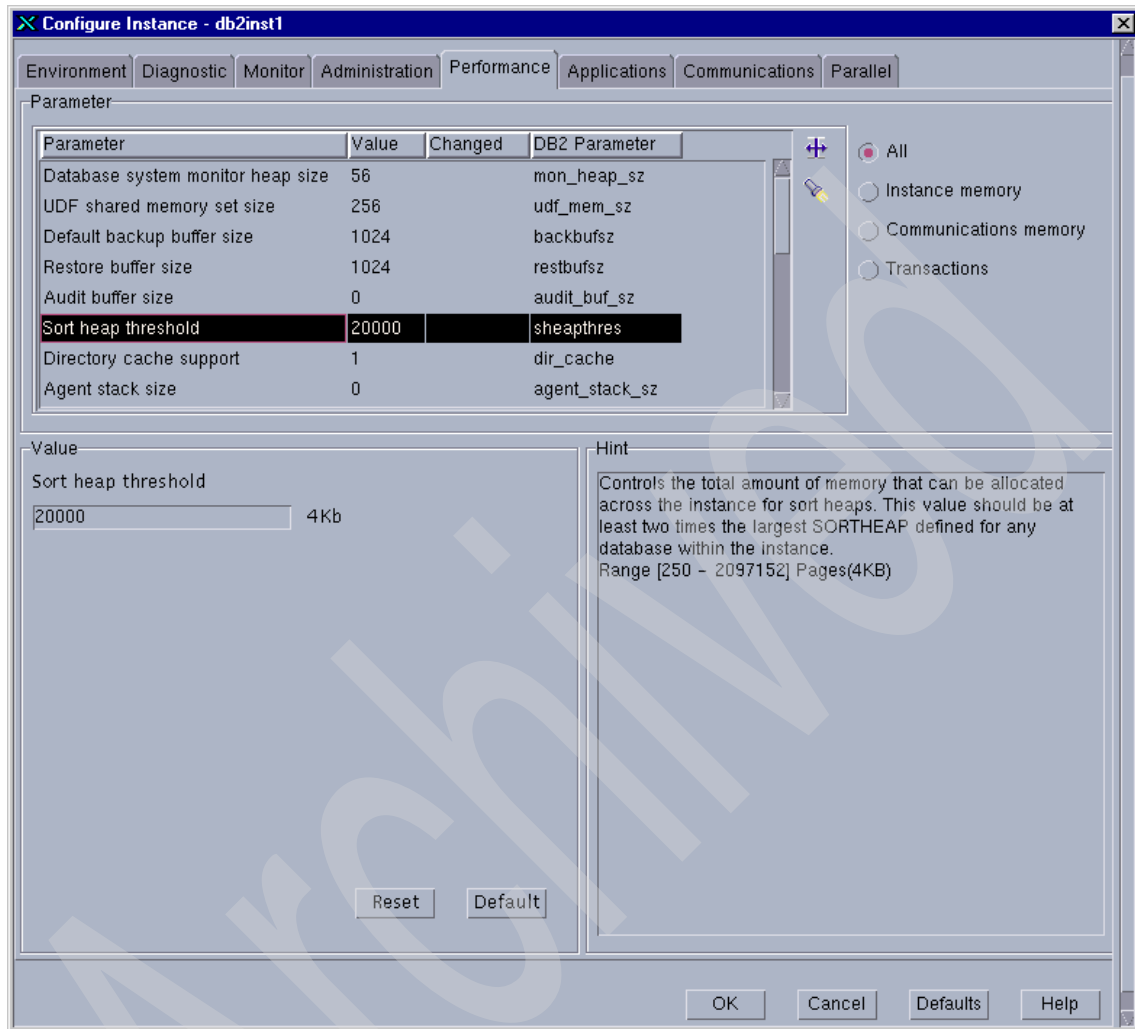 Configure Instance - db2inst1
Environment Diagnostic Monitor Administration Performance Applications Communications Parallel
Parameter
Parameter Value Changed DB2 Parameter
Database system monitor heap size 56 mon_heap_sz
UDF shared memory set size 256 udf_mem_sz
Default backup buffer size 1024 backbufsz
Restore buffer size 1024 restbufsz
Audit buffer size 0 audit_buf_sz
Sort heap threshold 20000 sheapthres
Directory cache support 1 dir_cache
Agent stack size 0 agent_stack_sz
All
Instance memory
Communications memory
Transactions
Value
Sort heap threshold
20000 4Kb
Reset Default
Hint
Controls the total amount of memory that can be allocated
across the instance for sort heaps. This value should be at
least two times the largest SORTHEAP defined for any
database within the instance.
Range [250 - 2097152] Pages(4KB)
OK Cancel Defaults Help
Archived